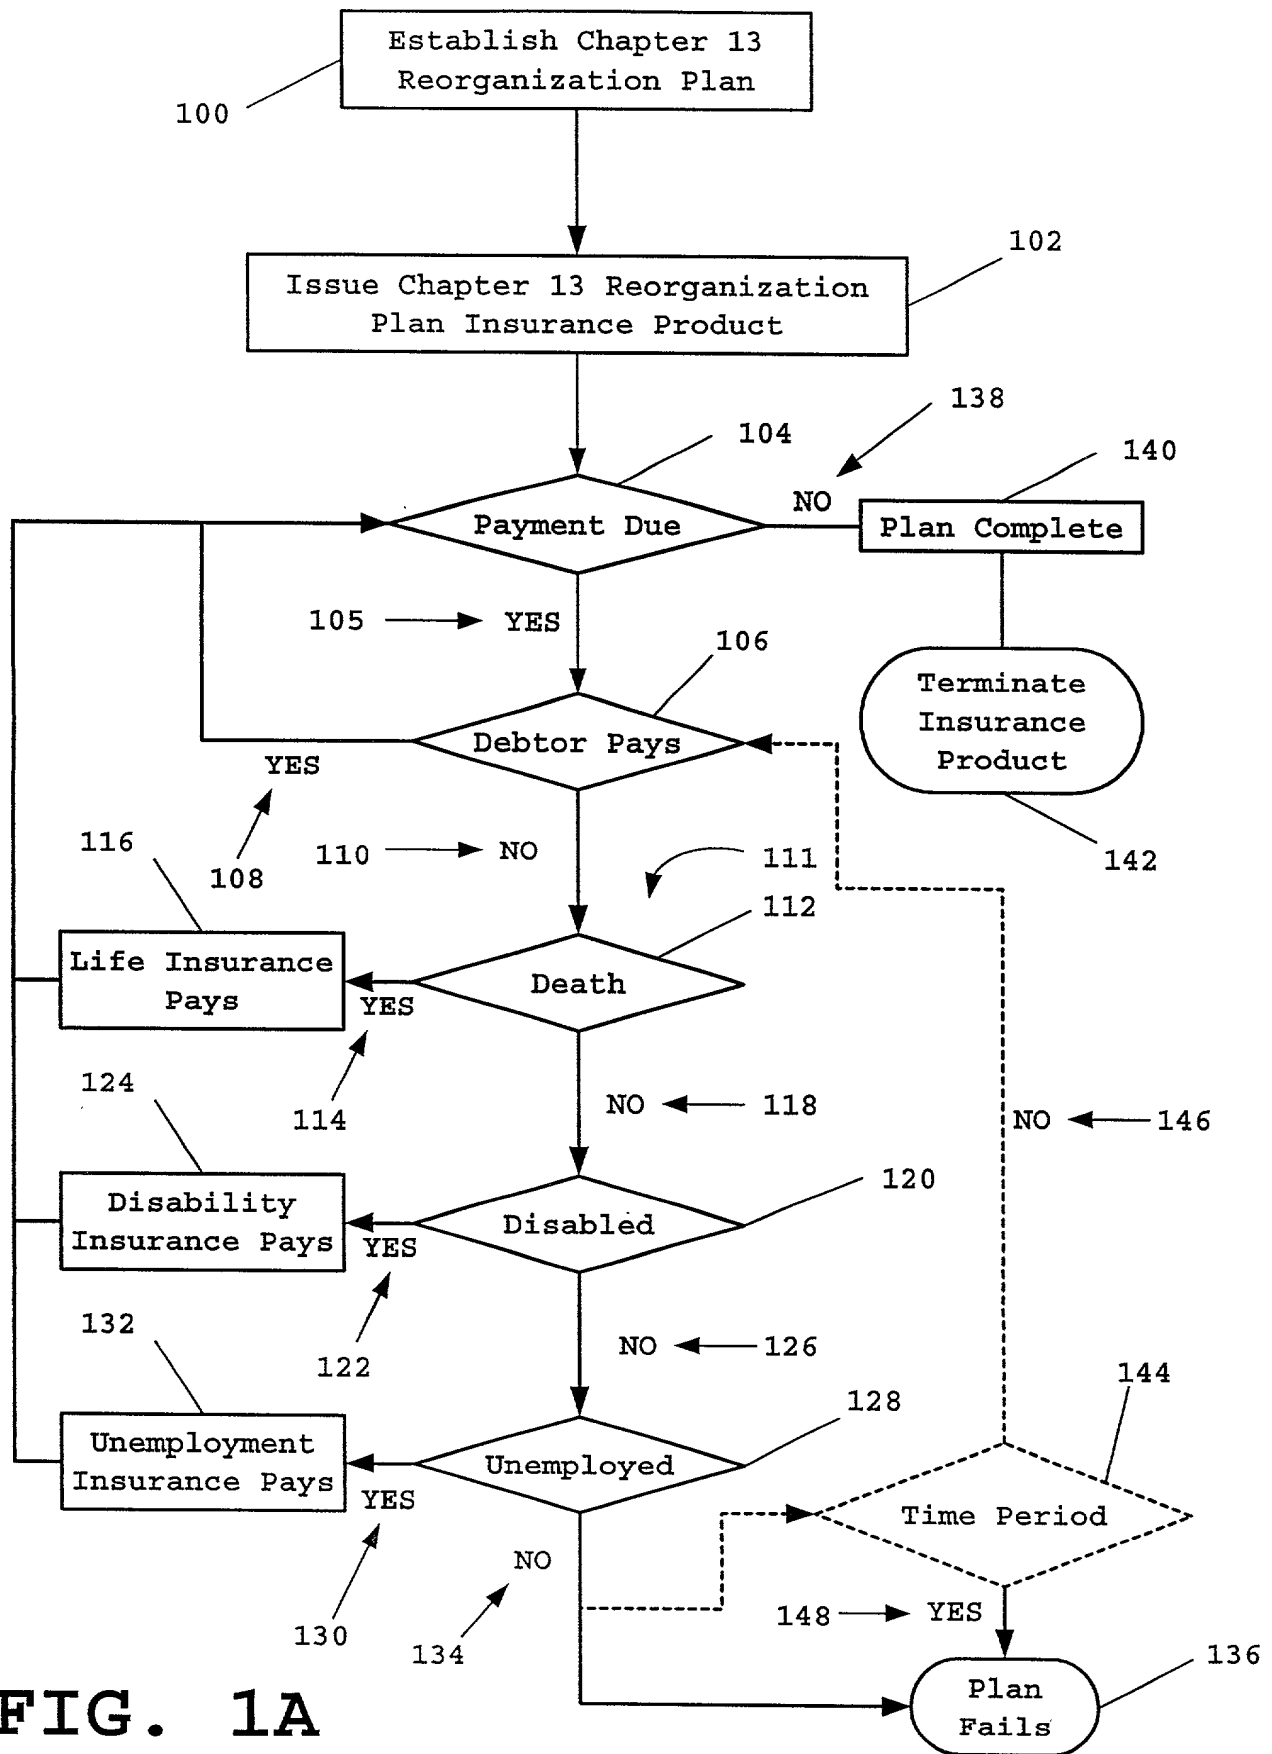 Establish Chapter 13
Reorganization Plan
100
102
Issue Chapter 13 Reorganization
Plan Insurance Product
138
104
140
NO
Payment Due
Plan Complete
105
YES
106
Terminate
Insurance
Product
Debtor Pays
YES
116
110
NO
111
142
108
112
Life Insurance
Pays
Death
YES
124
114
NO
118
NO
146
120
Disability
Insurance Pays
Disabled
YES
132
122
NO
126
144
128
Unemployment
Insurance Pays
Unemployed
YES
Time Period
NO
148
YES
130
134
136
Plan
Fails
FIG. 1A